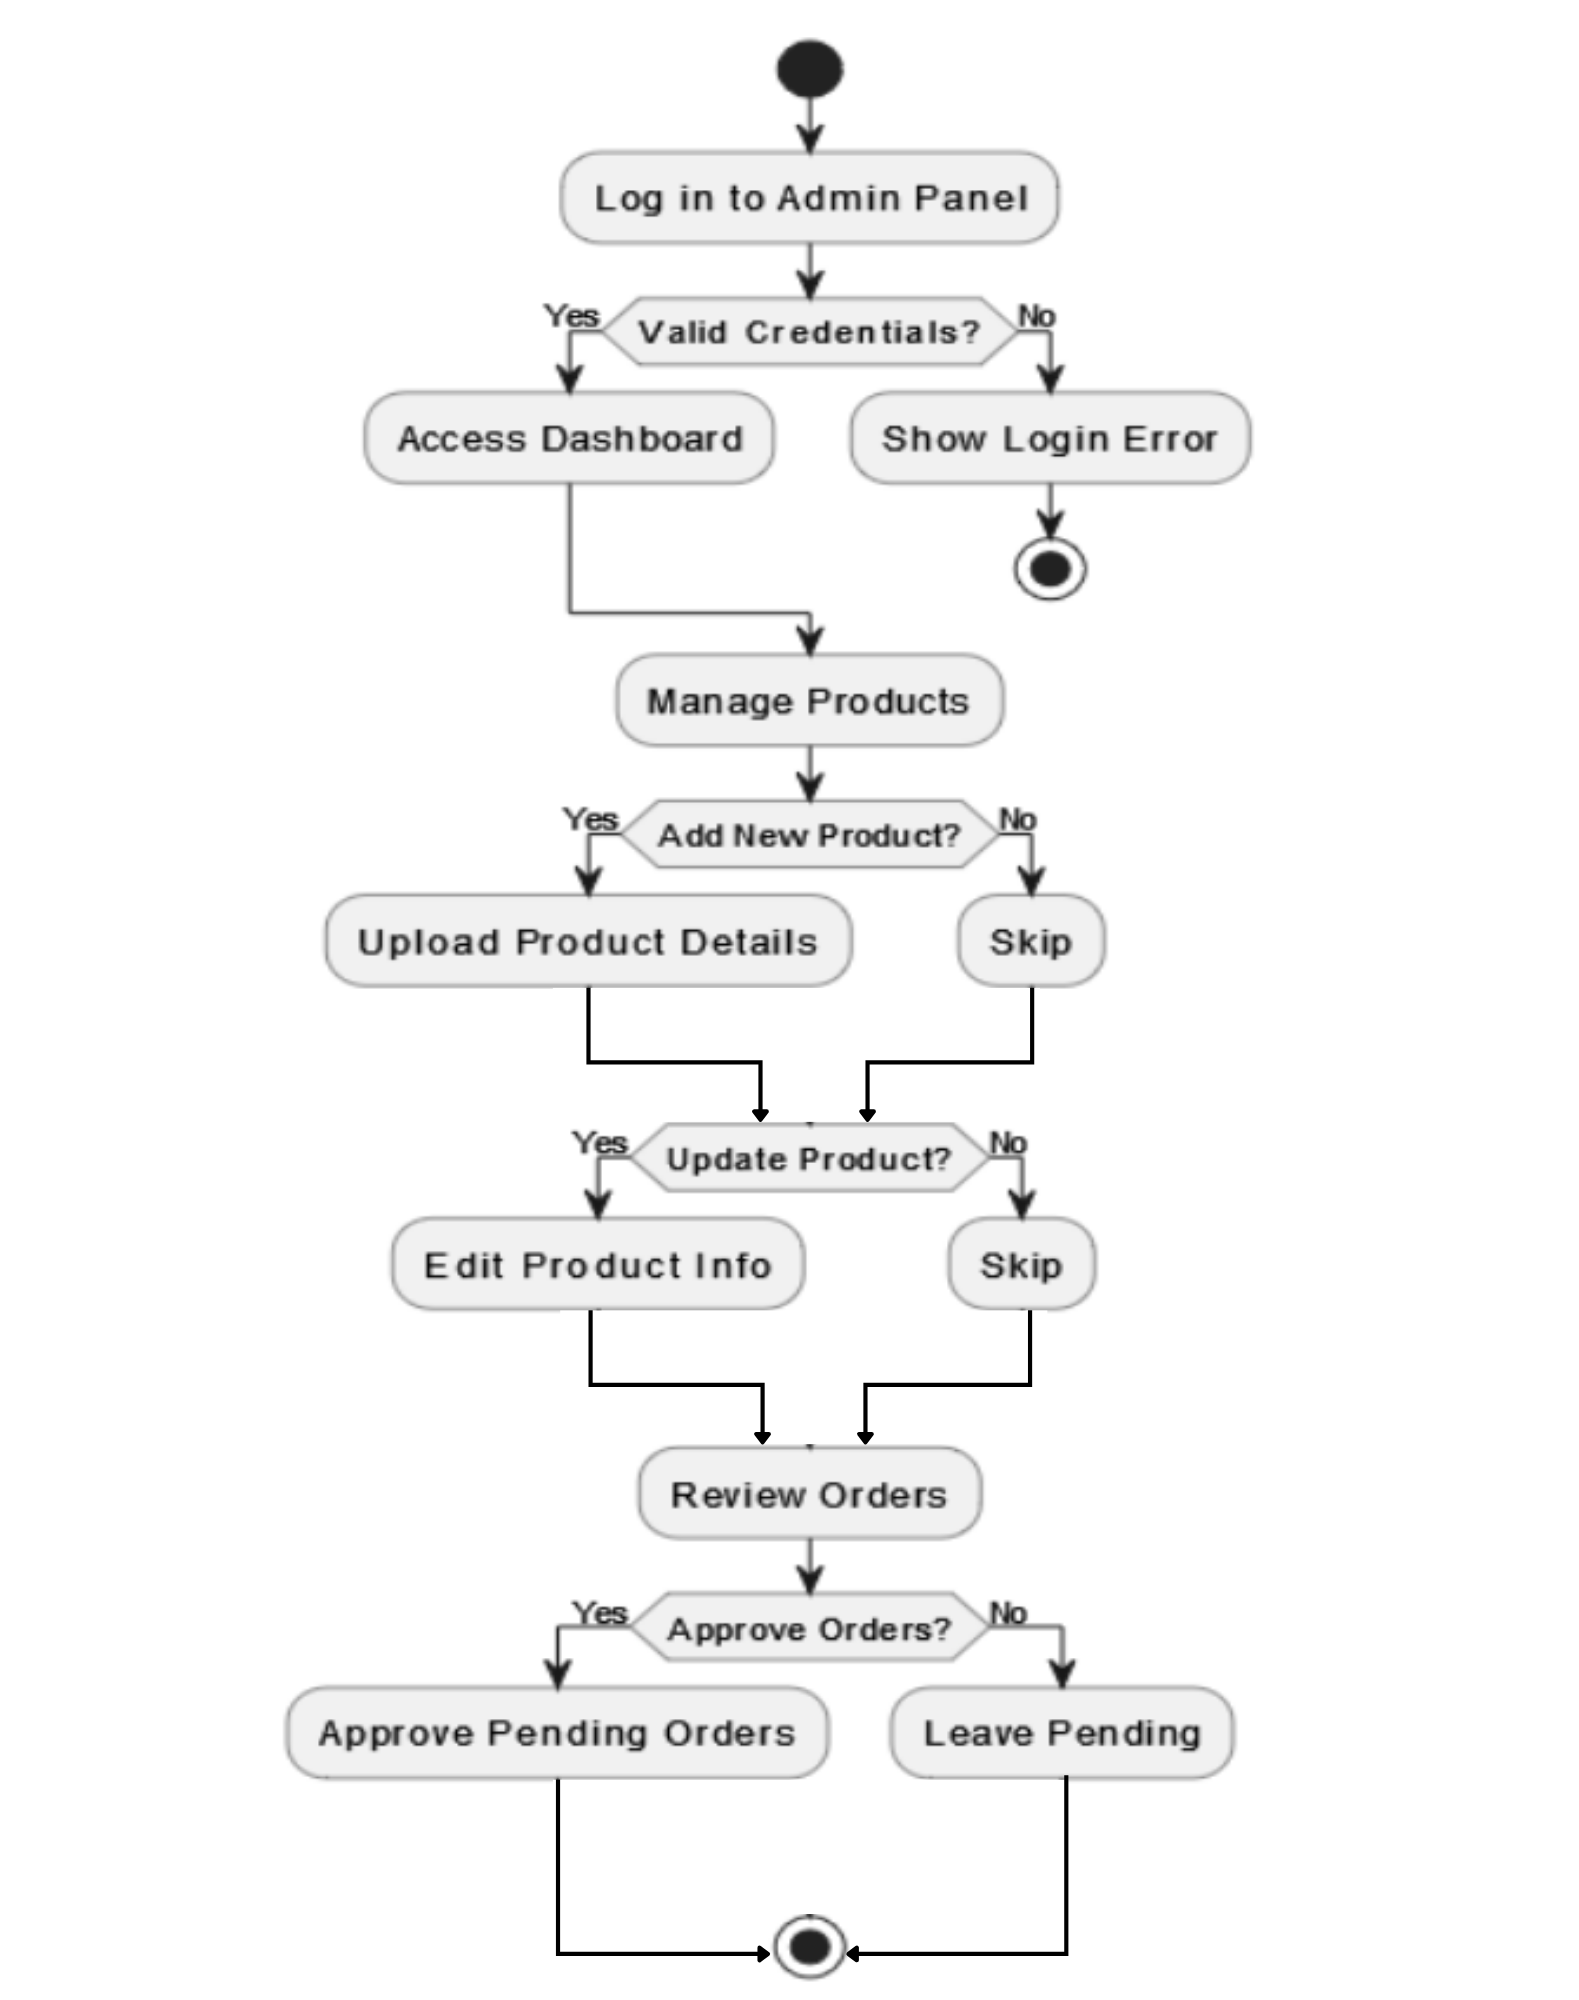 Log in to Admin Panel
Yes
Valid Credentials?
No
Access Dashboard
Show Login Error
Manage Products
Yes
Add New Product?
No
Upload Product Details
Skip
Yes
Update Product?
No
Edit Product Info
Skip
Review Orders
Yes
Approve Orders?
No
Approve Pending Orders
Leave Pending